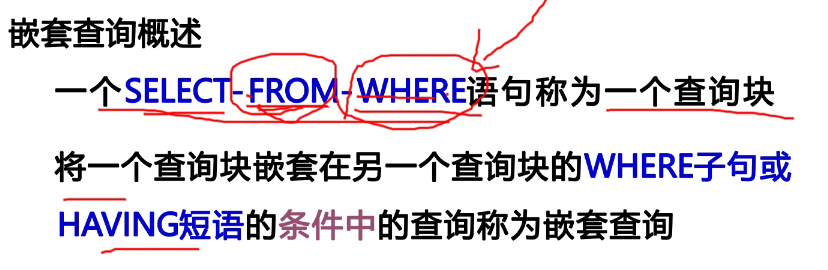 嵌套查询概述
一个SELECT-FROM-WHERE语句称为一个查询块
将一个查询块嵌套在另一个查询块的WHERE子句或
HAVING短语的条件中的查询称为嵌套查询